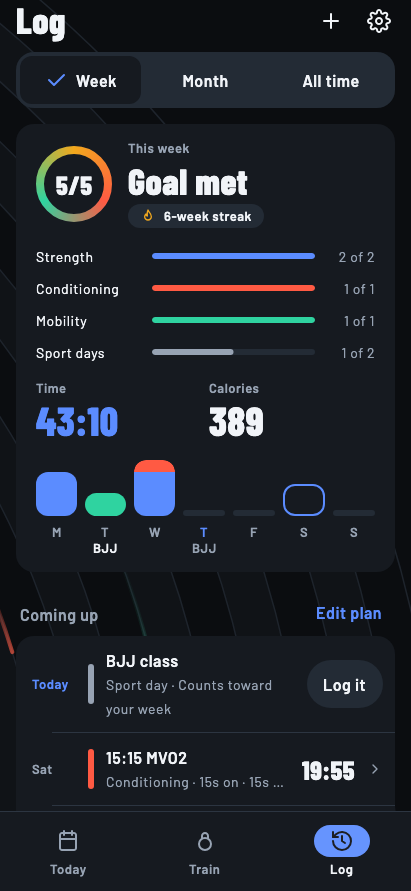 Log
Week Month All time
This week
5/5 Goal met
6-week streak
Strength 2 of 2
Conditioning 1 of 1
Mobility 1 of 1
Sport days 1 of 2
Time Calories
43:10 389
M T W T F S S
BJJ BJJ
Coming up Edit plan
BJJ class
Today Sport day · Counts toward Log it
your week
15:15 MVO2
Sat Conditioning · 15s on · 15s ... 19:55
Today Train Log